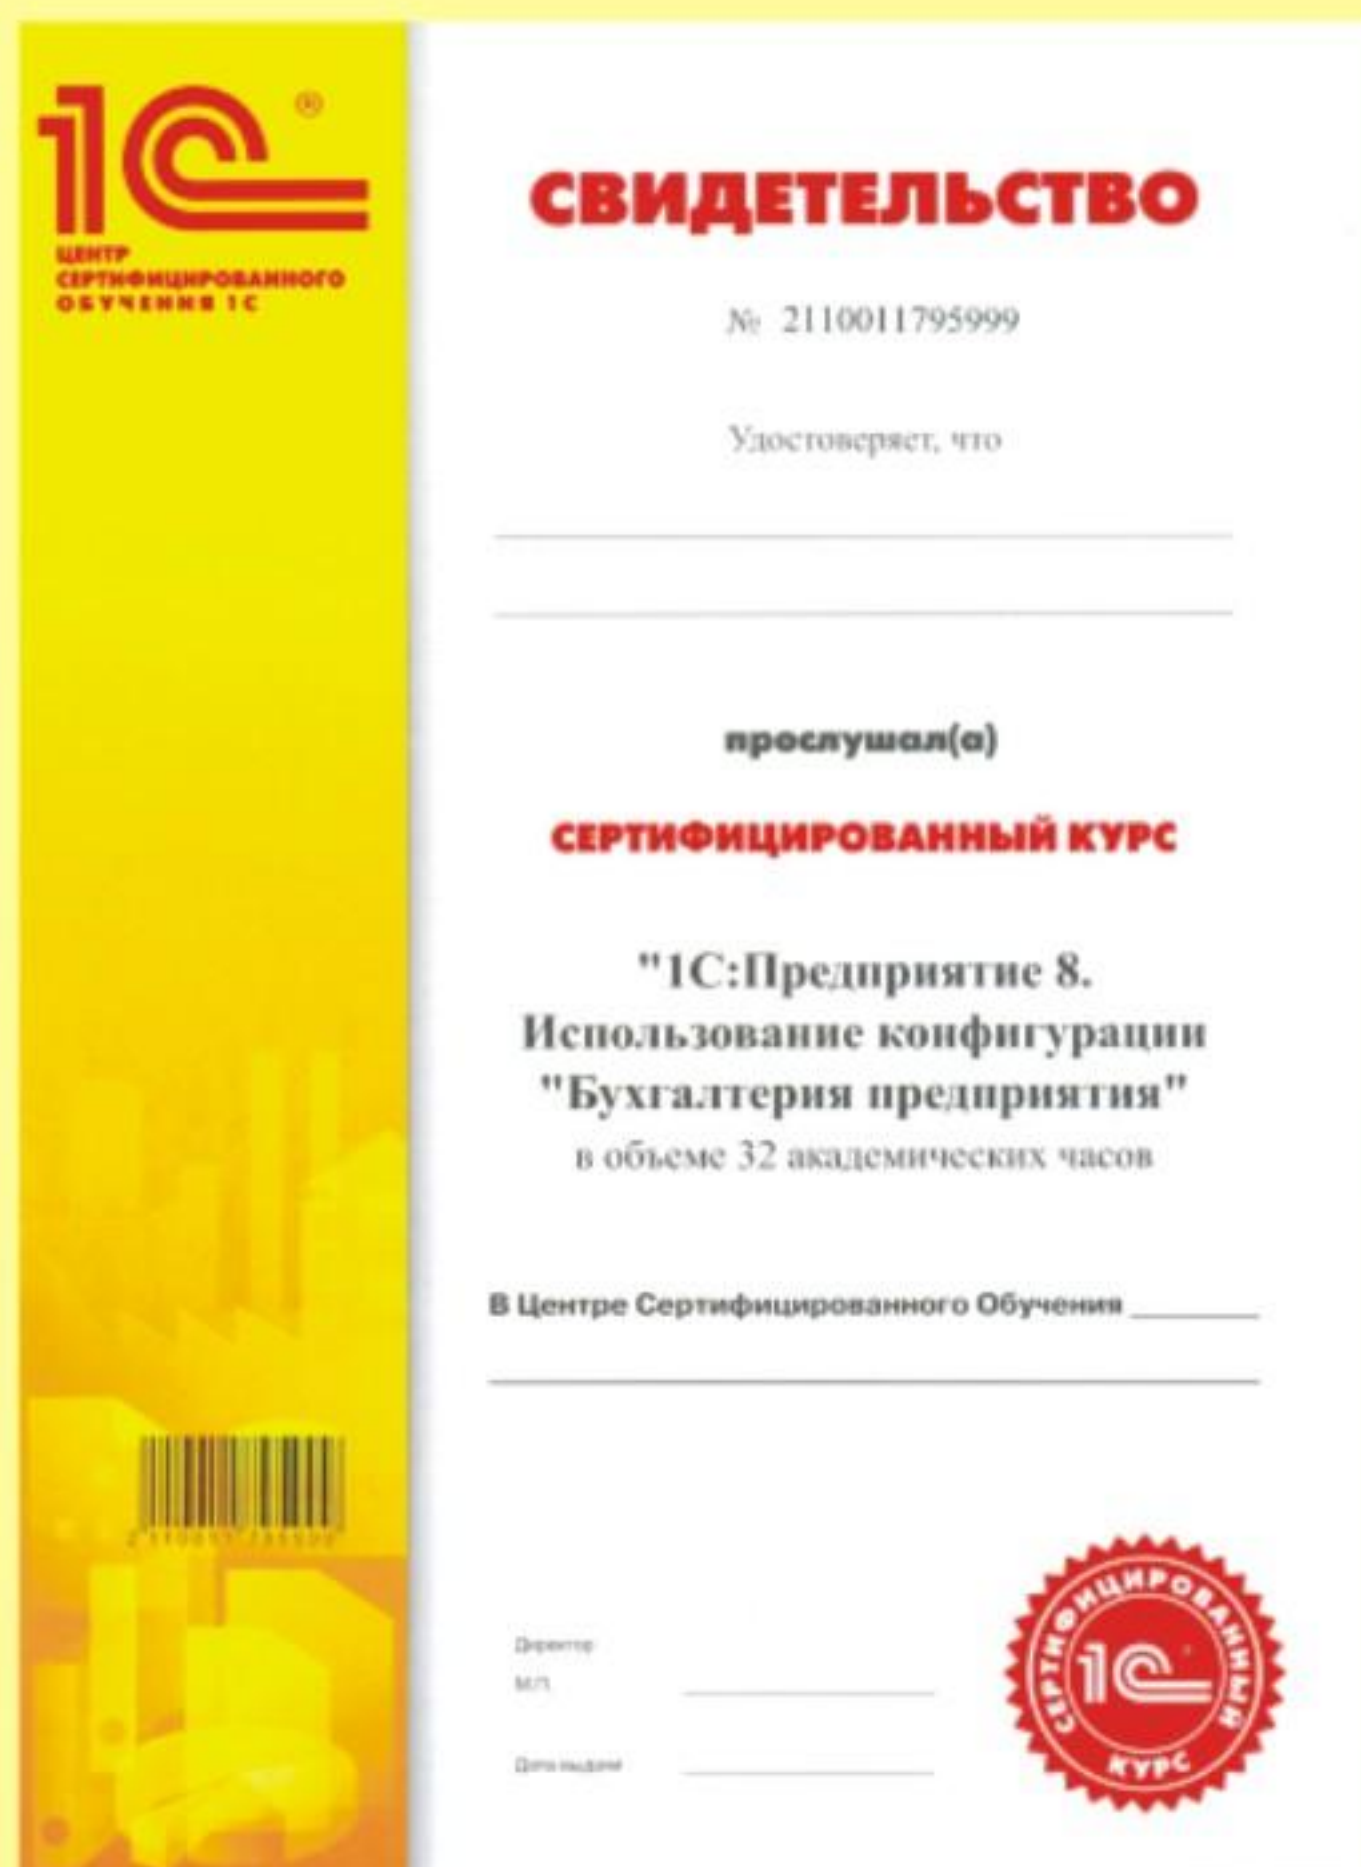 1С®
ЦЕНТР
СЕРТИФИЦИРОВАННОГО
ОБУЧЕНИЯ 1С
СВИДЕТЕЛЬСТВО
№ 2110011795999
Удостоверяет, что
прослушал(а)
СЕРТИФИЦИРОВАННЫЙ КУРС
"1С:Предприятие 8.
Использование конфигурации
"Бухгалтерия предприятия"
в объеме 32 академических часов
В Центре Сертифицированного Обучения
Директор
М.П.
Дата выдачи
СЕРТИФИЦИРОВАННЫЙ
1С
КУРС